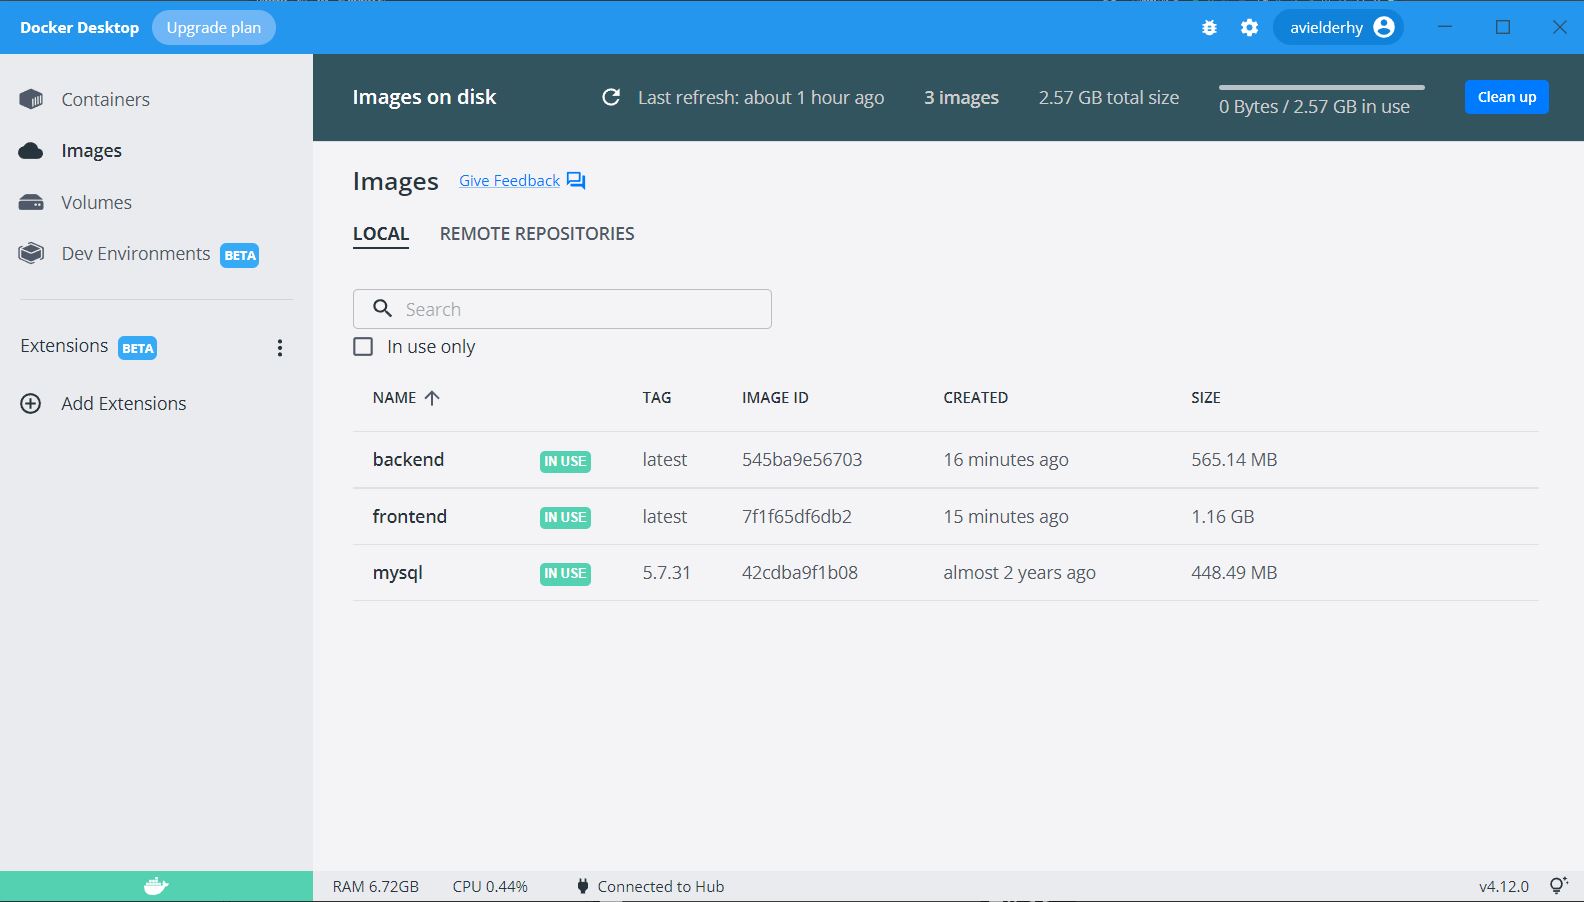 Docker Desktop Upgrade plan avielderhy
Containers
Images
Volumes
Dev Environments BETA
Extensions BETA
Add Extensions
Images on disk Last refresh: about 1 hour ago 3 images 2.57 GB total size 0 Bytes / 2.57 GB in use Clean up
Images Give Feedback
LOCAL REMOTE REPOSITORIES
Search
In use only
NAME TAG IMAGE ID CREATED SIZE
backend IN USE latest 545ba9e56703 16 minutes ago 565.14 MB
frontend IN USE latest 7f1f65df6db2 15 minutes ago 1.16 GB
mysql IN USE 5.7.31 42cdba9f1b08 almost 2 years ago 448.49 MB
RAM 6.72GB CPU 0.44% Connected to Hub v4.12.0